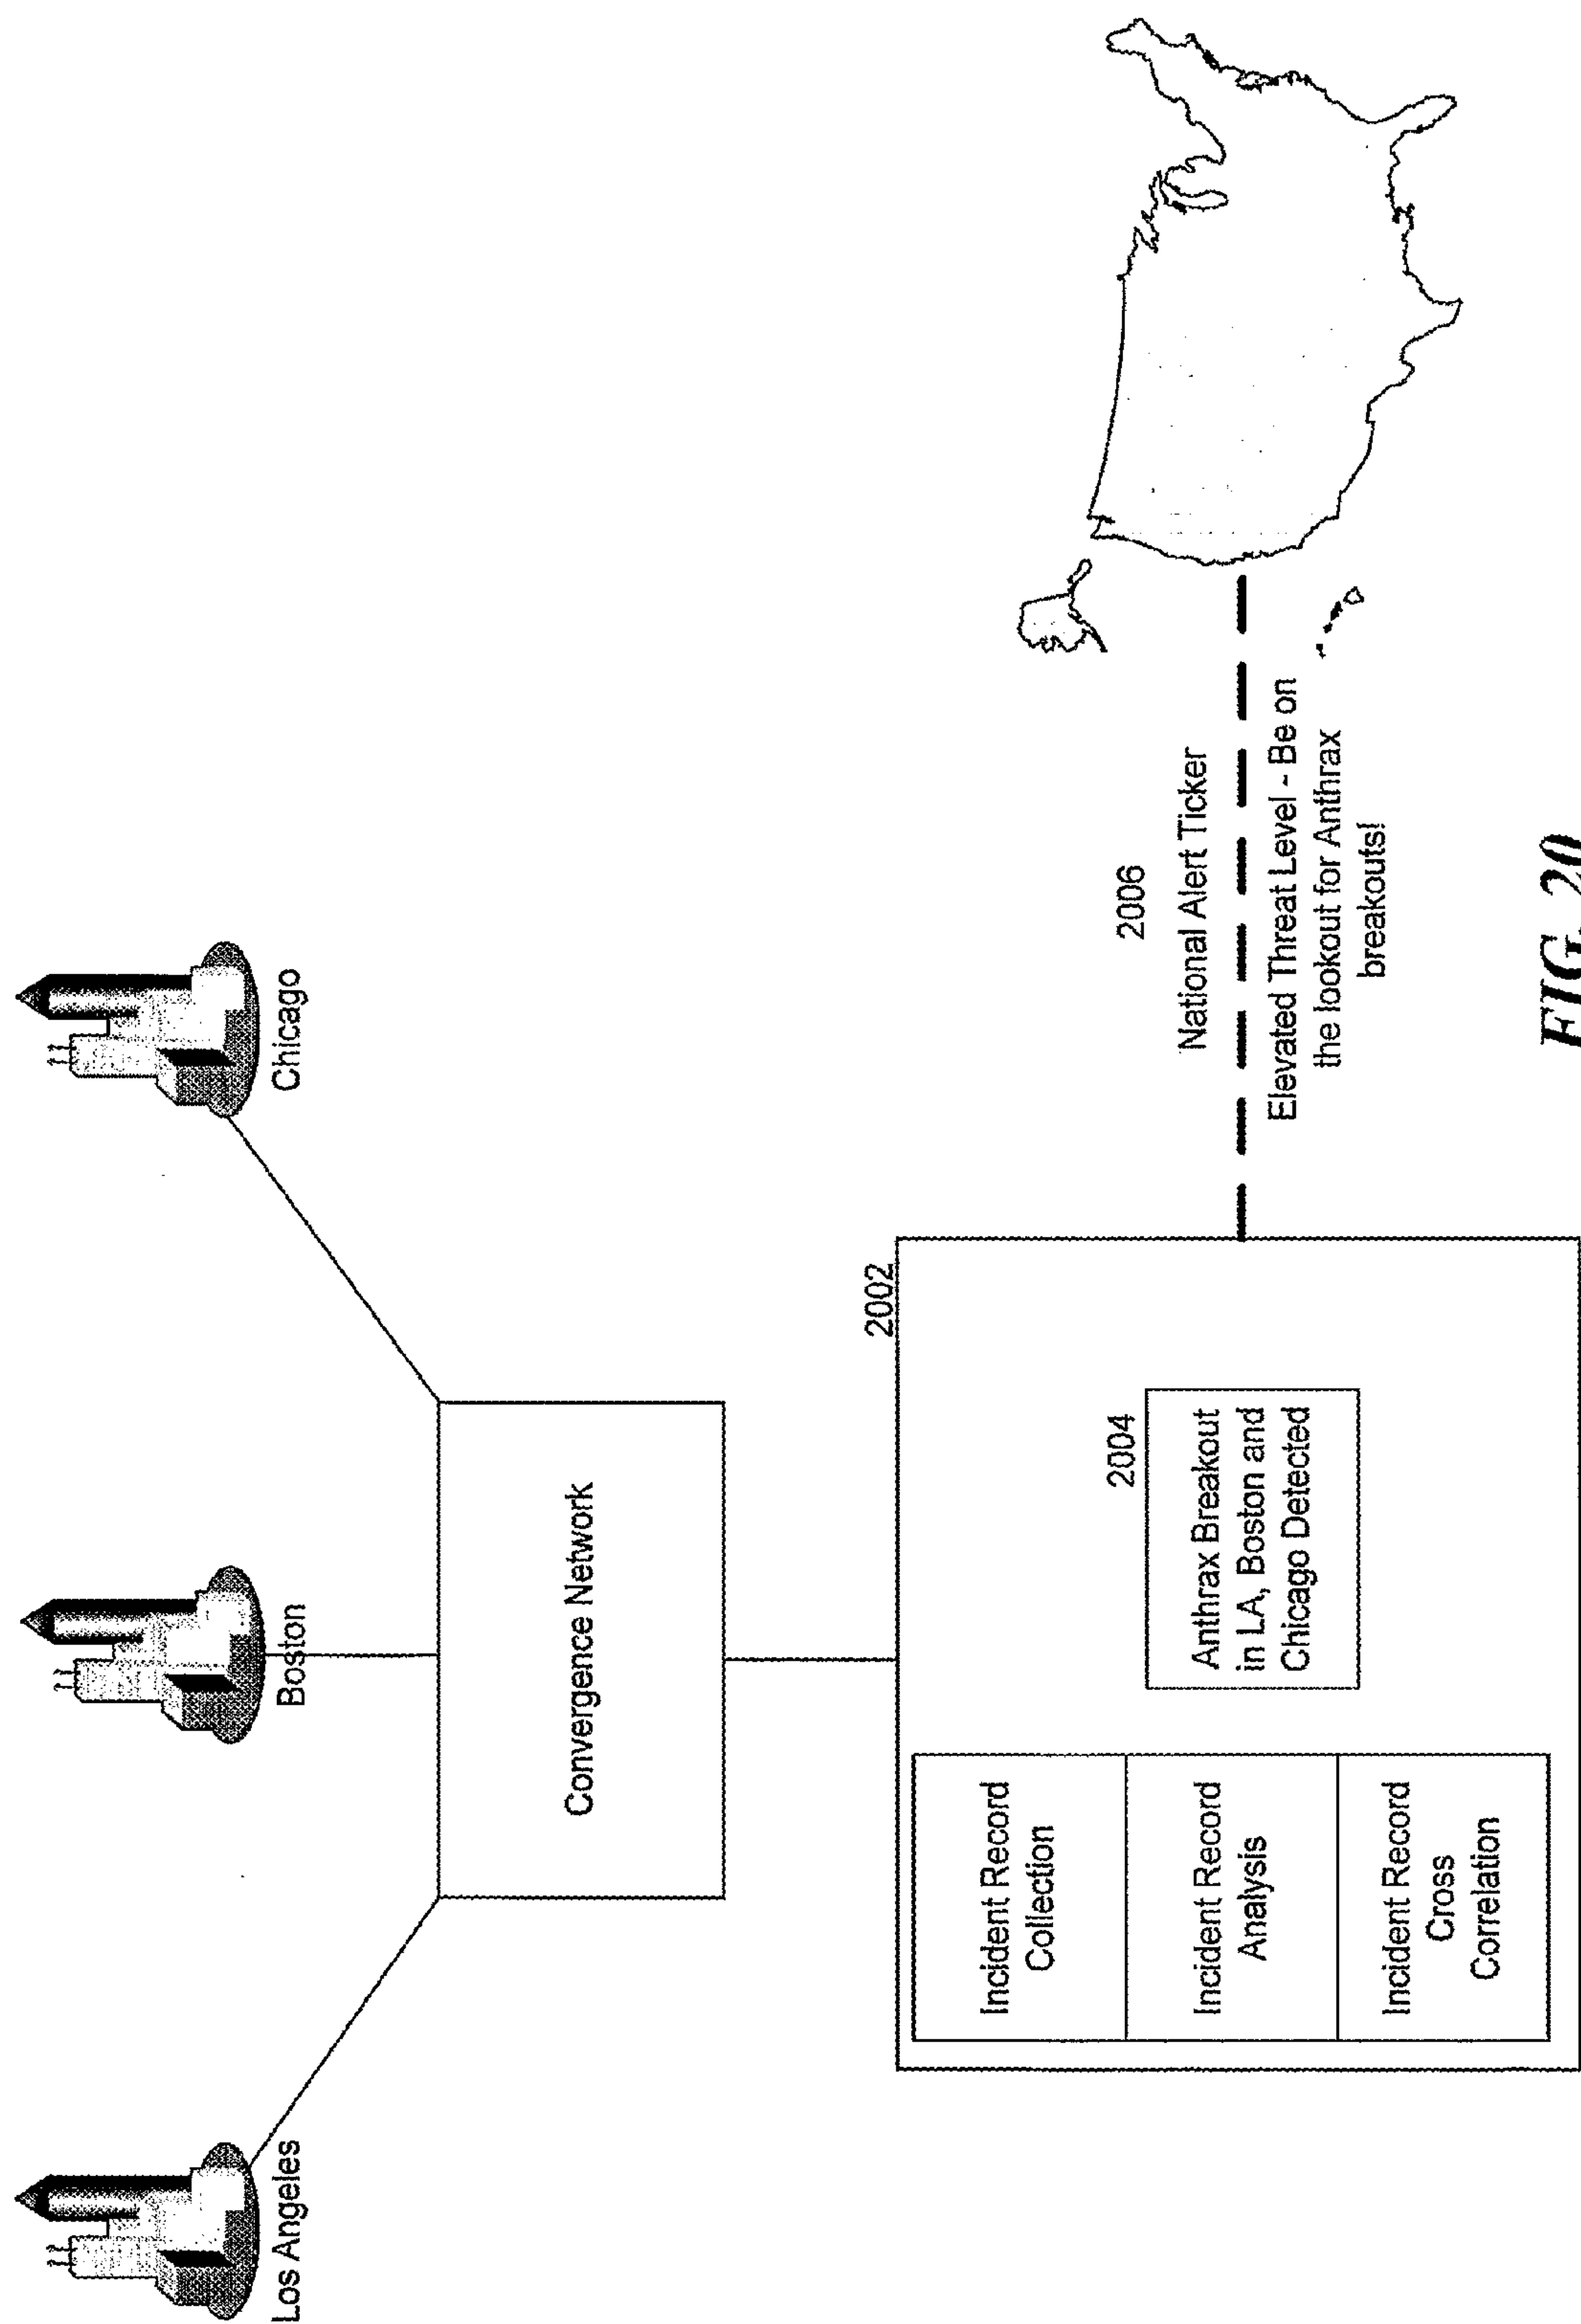 Los Angeles
Boston
Chicago
Convergence Network
2002
Incident Record
Collection
Incident Record
Analysis
Incident Record
Cross
Correlation
2004
Anthrax Breakout
in LA, Boston and
Chicago Detected
2006
National Alert Ticker
Elevated Threat Level - Be on
the lookout for Anthrax
breakouts!
FIG. 20